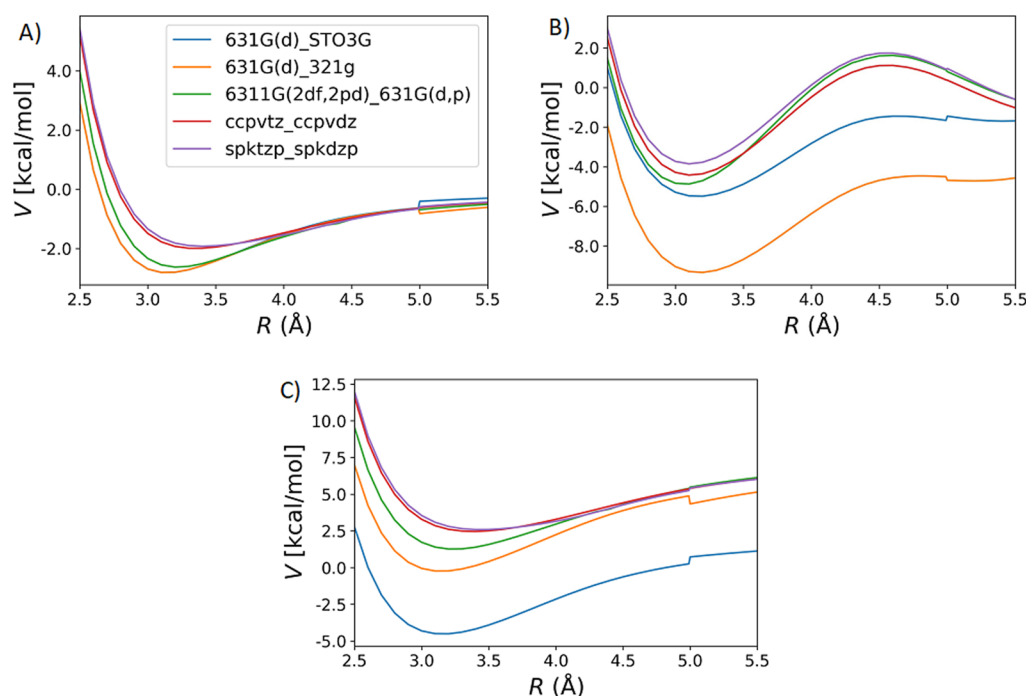 A)
631G(d)_STO3G
631G(d)_321g
6311G(2df,2pd)_631G(d,p)
ccpvtz_ccpvdz
spktzp_spkdzp
V [kcal/mol]
4.0
2.0
0.0
-2.0
2.5 3.0 3.5 4.0 4.5 5.0 5.5
R (Å)
B)
V [kcal/mol]
2.0
0.0
-2.0
-4.0
-6.0
-8.0
2.5 3.0 3.5 4.0 4.5 5.0 5.5
R (Å)
C)
V [kcal/mol]
12.5
10.0
7.5
5.0
2.5
0.0
-2.5
-5.0
2.5 3.0 3.5 4.0 4.5 5.0 5.5
R (Å)